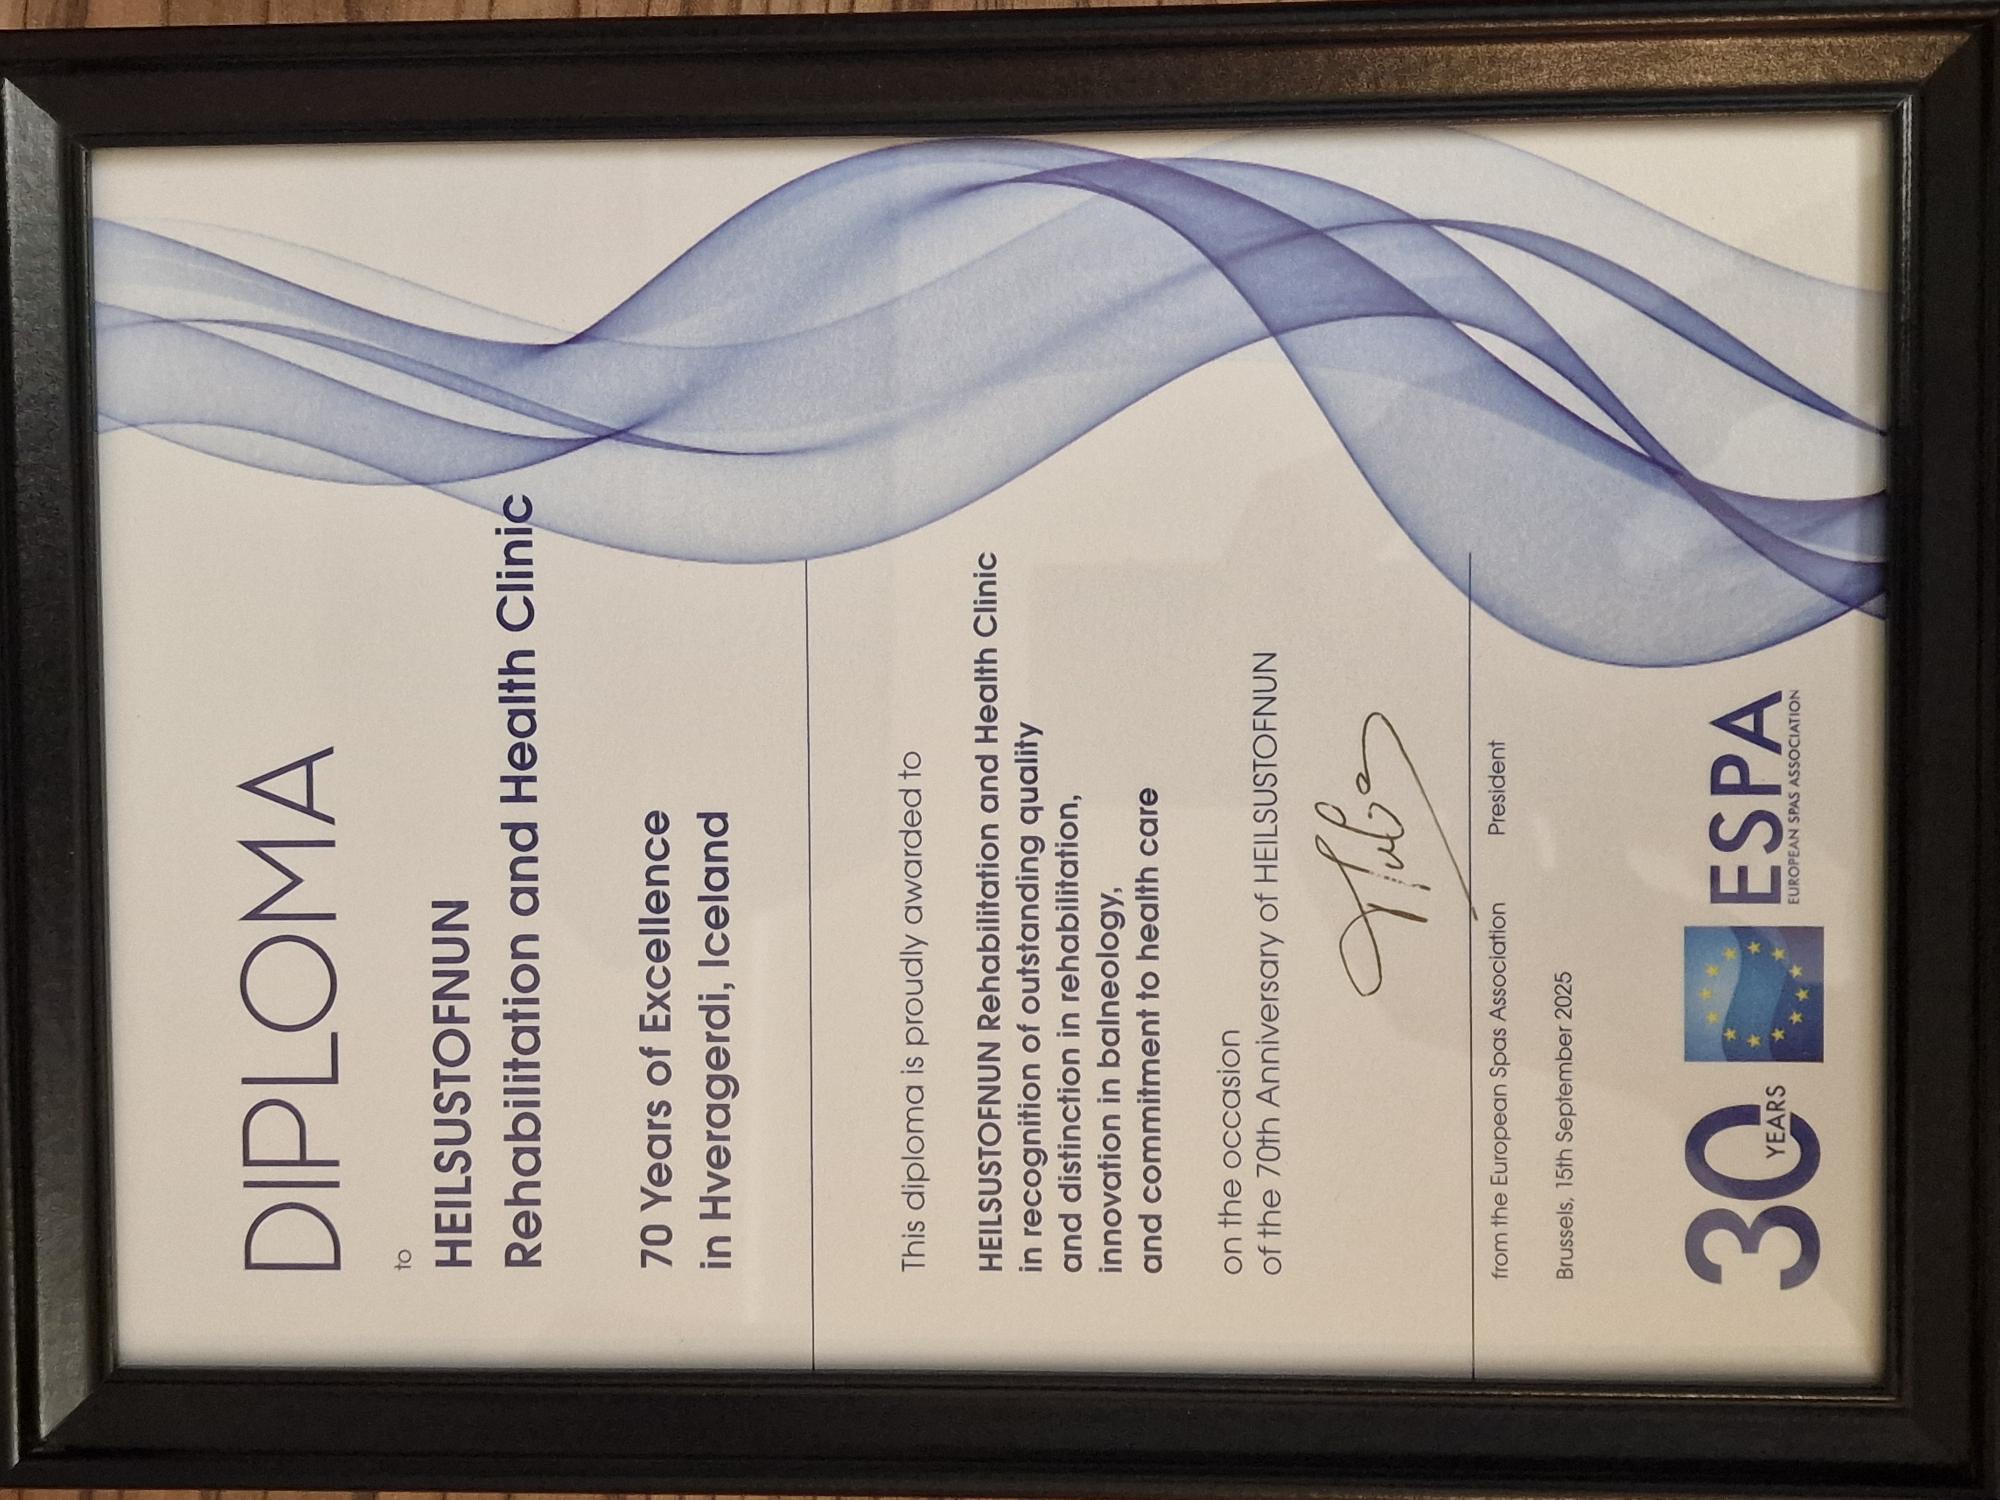 DIPLOMA
to
HEILSUSTOFNUN
Rehabilitation and Health Clinic
70 Years of Excellence
in Hveragerdi, Iceland
This diploma is proudly awarded to
HEILSUSTOFNUN Rehabilitation and Health Clinic
in recognition of outstanding quality
and distinction in rehabilitation,
innovation in balneology,
and commitment to health care
on the occasion
of the 70th Anniversary of HEILSUSTOFNUN
from the European Spas Association President
Brussels, 15th September 2025
30 YEARS
ESPA
EUROPEAN SPAS ASSOCIATION